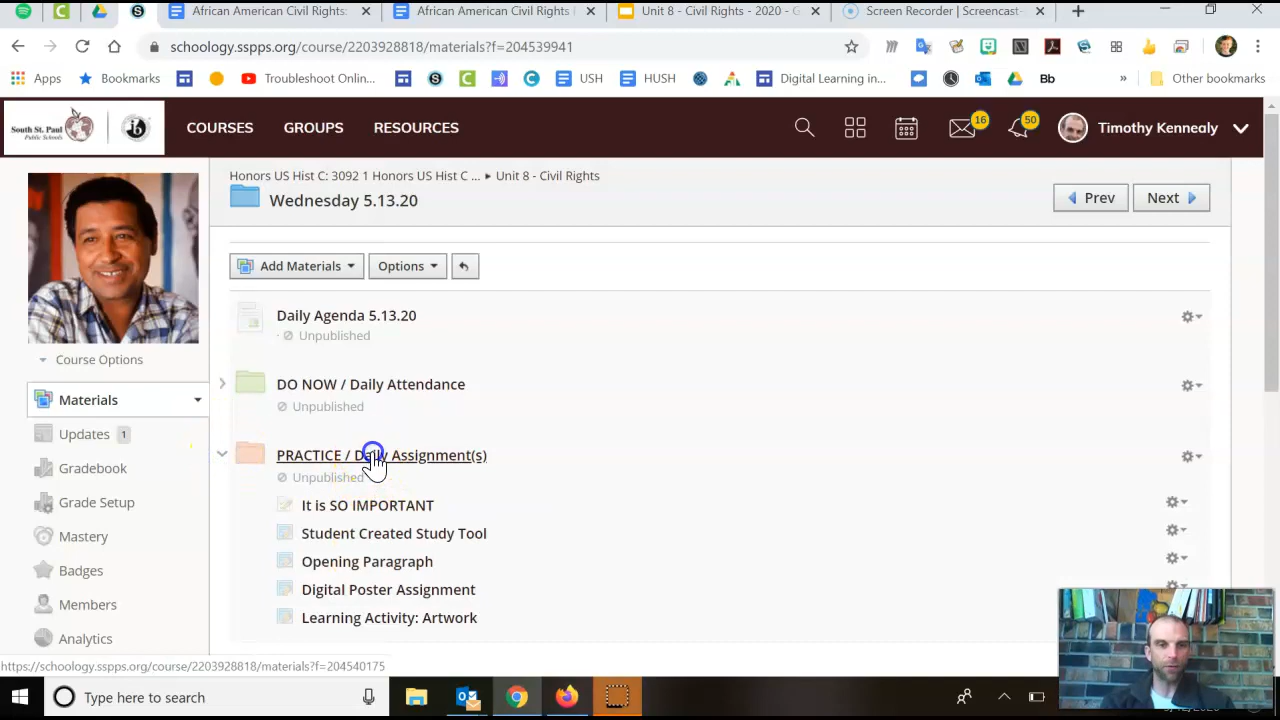 African American Civil Rights: × African American Civil Rights × Unit 8 - Civil Rights - 2020 - G × Screen Recorder | Screencast- × +
schoology.sspps.org/course/2203928818/materials?f=204539941
Apps Bookmarks Troubleshoot Onlin... USH HUSH Digital Learning in... Bb » Other bookmarks
South St. Paul
Public Schools
COURSES GROUPS RESOURCES 16 50 Timothy Kennealy
Honors US Hist C: 3092 1 Honors US Hist C ... ▸ Unit 8 - Civil Rights
Wednesday 5.13.20
Prev Next
Add Materials Options
Daily Agenda 5.13.20
· Unpublished
Course Options
DO NOW / Daily Attendance
Unpublished
Materials
Updates 1
Gradebook
Grade Setup
Mastery
Badges
Members
Analytics
PRACTICE / Daily Assignment(s)
Unpublished
It is SO IMPORTANT
Student Created Study Tool
Opening Paragraph
Digital Poster Assignment
Learning Activity: Artwork
https://schoology.sspps.org/course/2203928818/materials?f=204540175
Type here to search